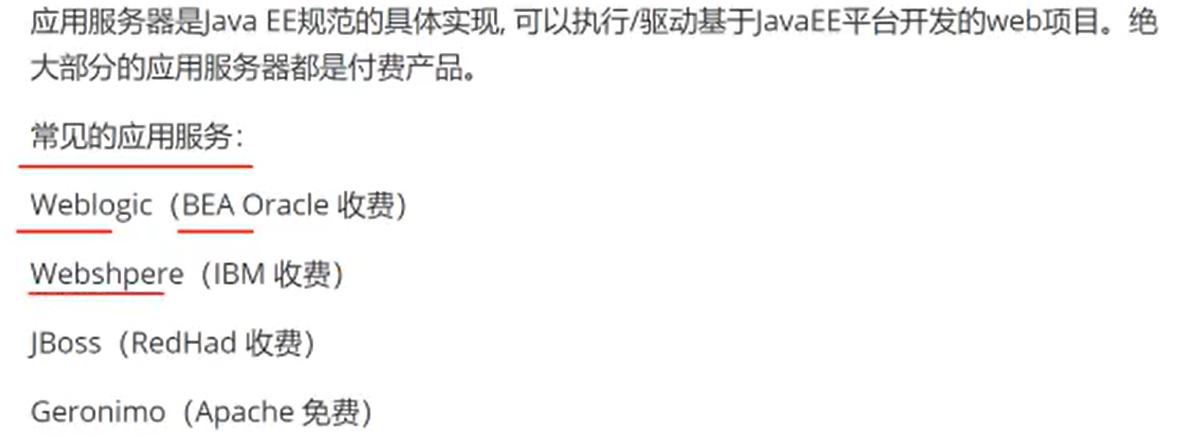 应用服务器是Java EE规范的具体实现, 可以执行/驱动基于JavaEE平台开发的web项目。绝
大部分的应用服务器都是付费产品。
常见的应用服务：
Weblogic（BEA Oracle 收费）
Webshpere（IBM 收费）
JBoss（RedHad 收费）
Geronimo（Apache 免费）